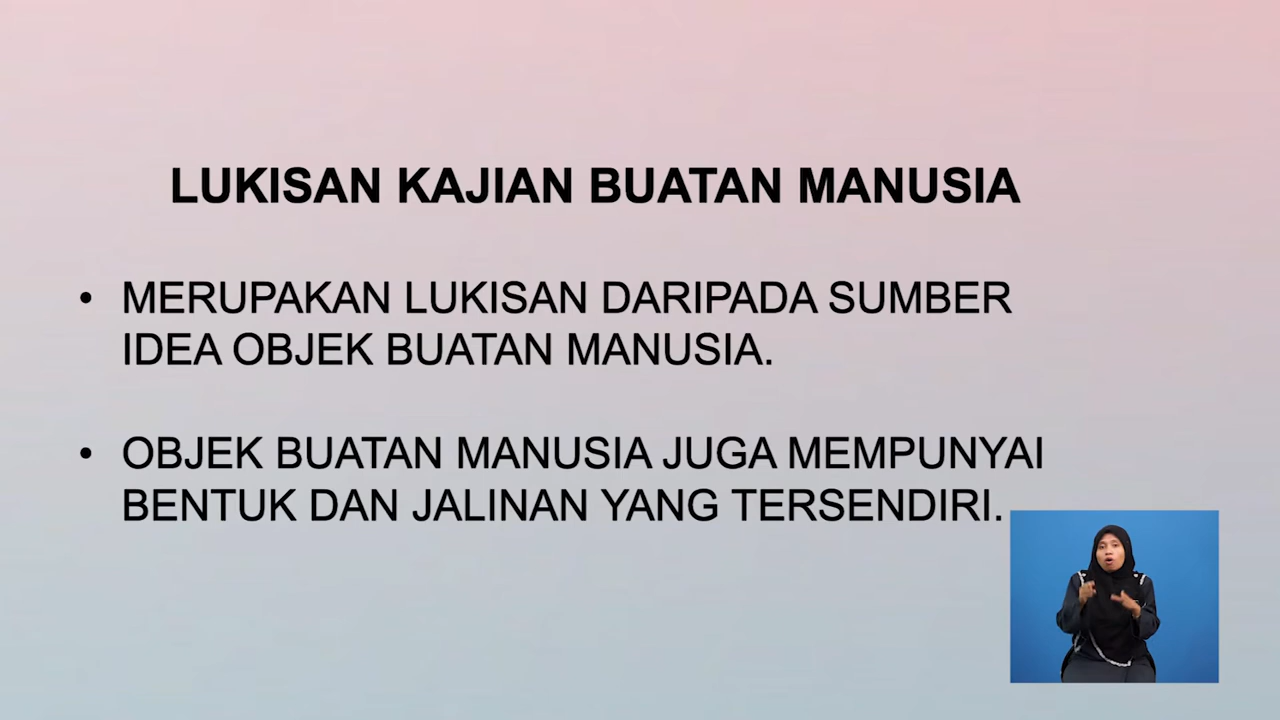 LUKISAN KAJIAN BUATAN MANUSIA
• MERUPAKAN LUKISAN DARIPADA SUMBER
IDEA OBJEK BUATAN MANUSIA.
• OBJEK BUATAN MANUSIA JUGA MEMPUNYAI
BENTUK DAN JALINAN YANG TERSENDIRI.